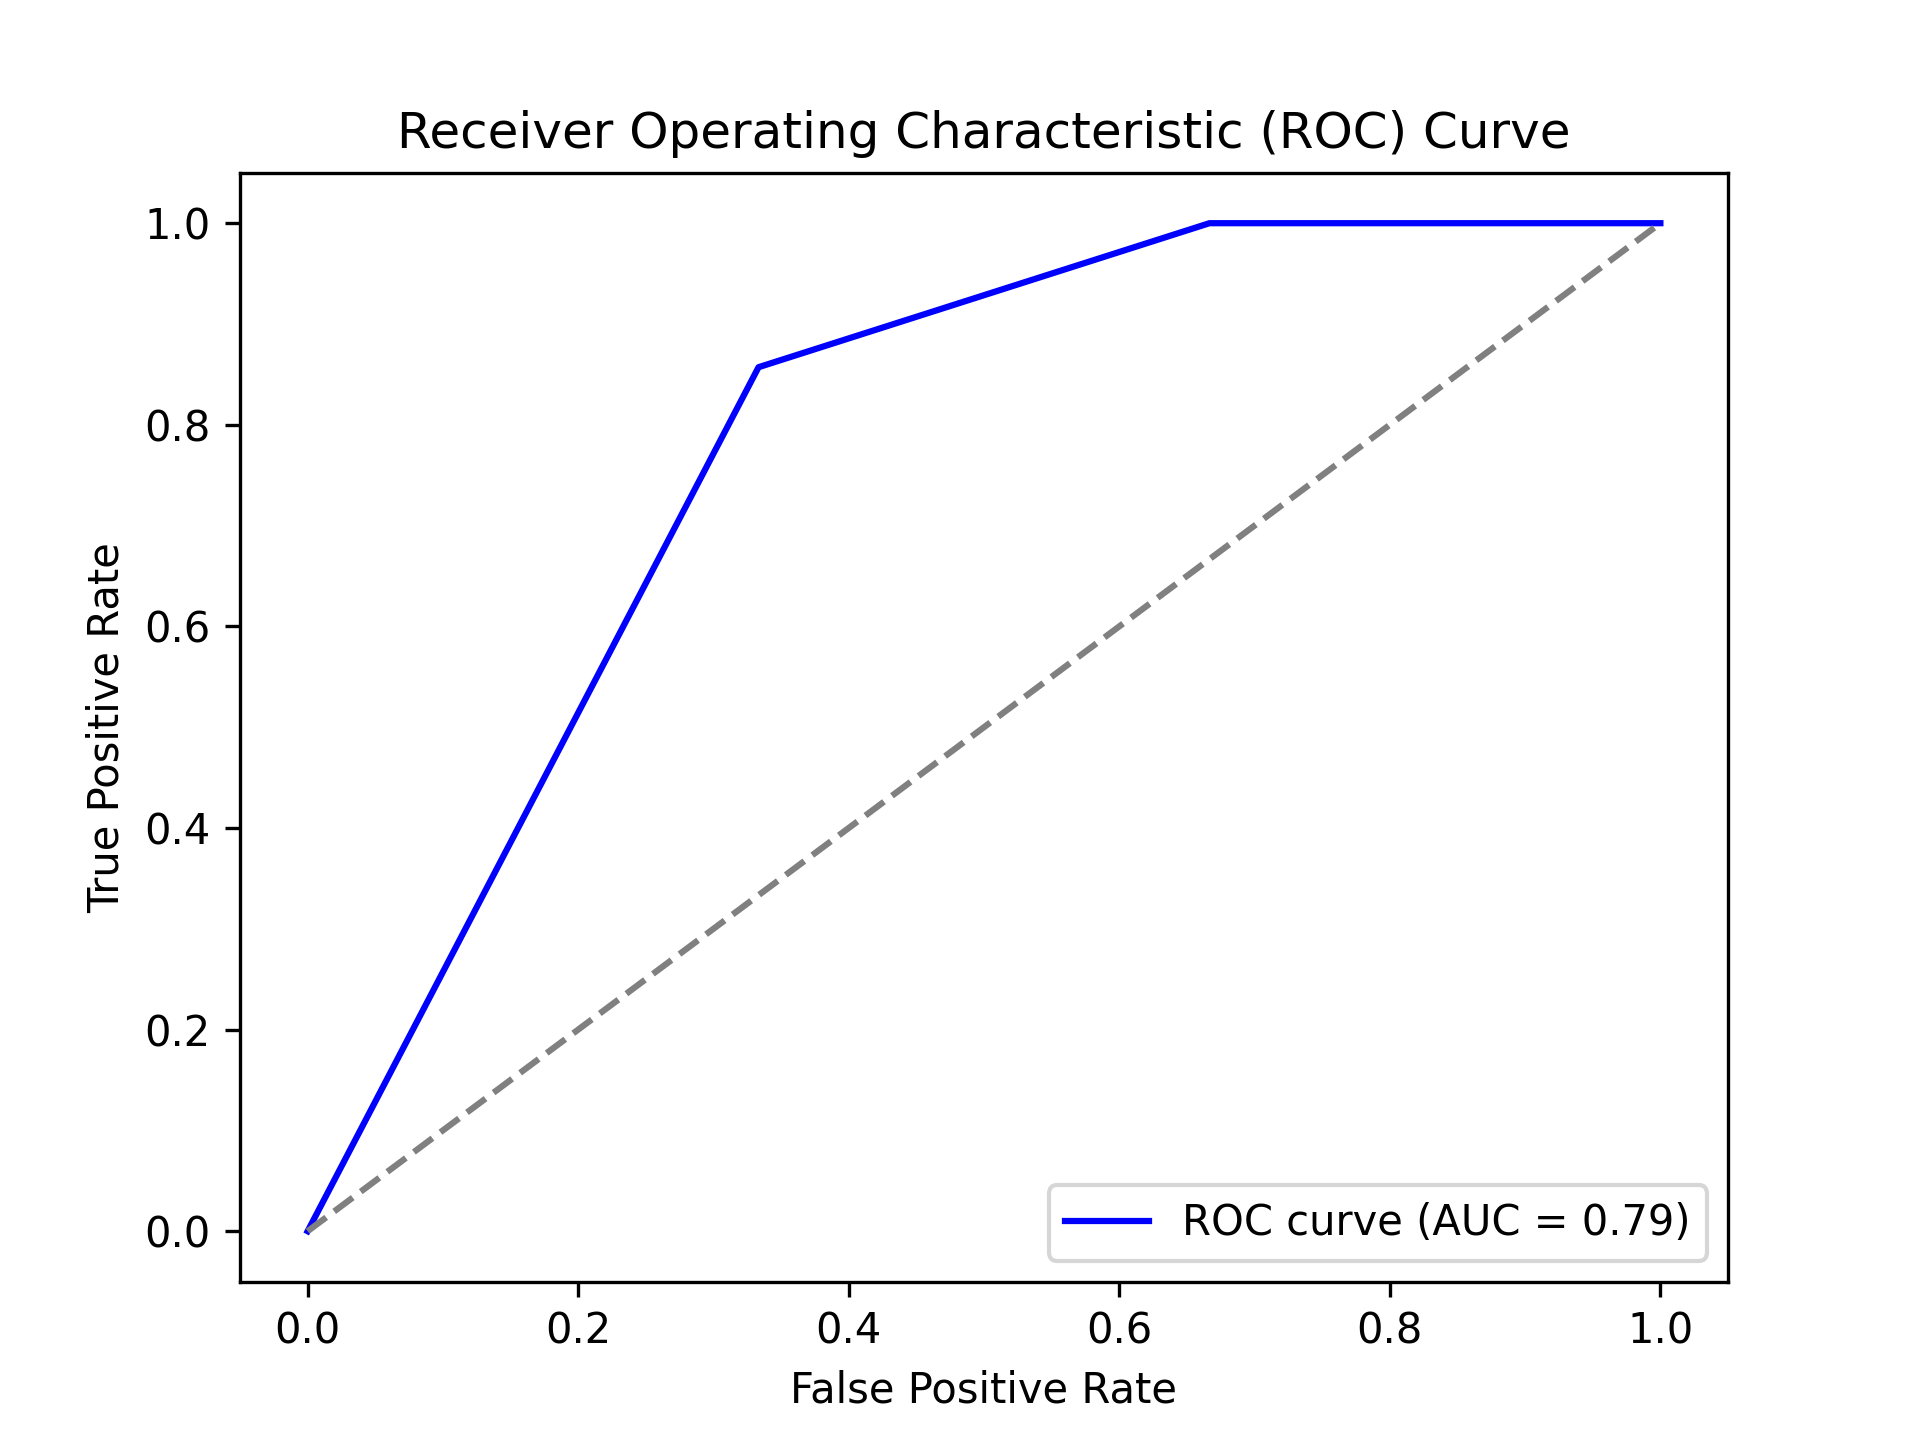 Receiver Operating Characteristic (ROC) Curve
1.0
0.8
0.6
0.4
0.2
0.0
True Positive Rate
ROC curve (AUC = 0.79)
0.0 0.2 0.4 0.6 0.8 1.0
False Positive Rate